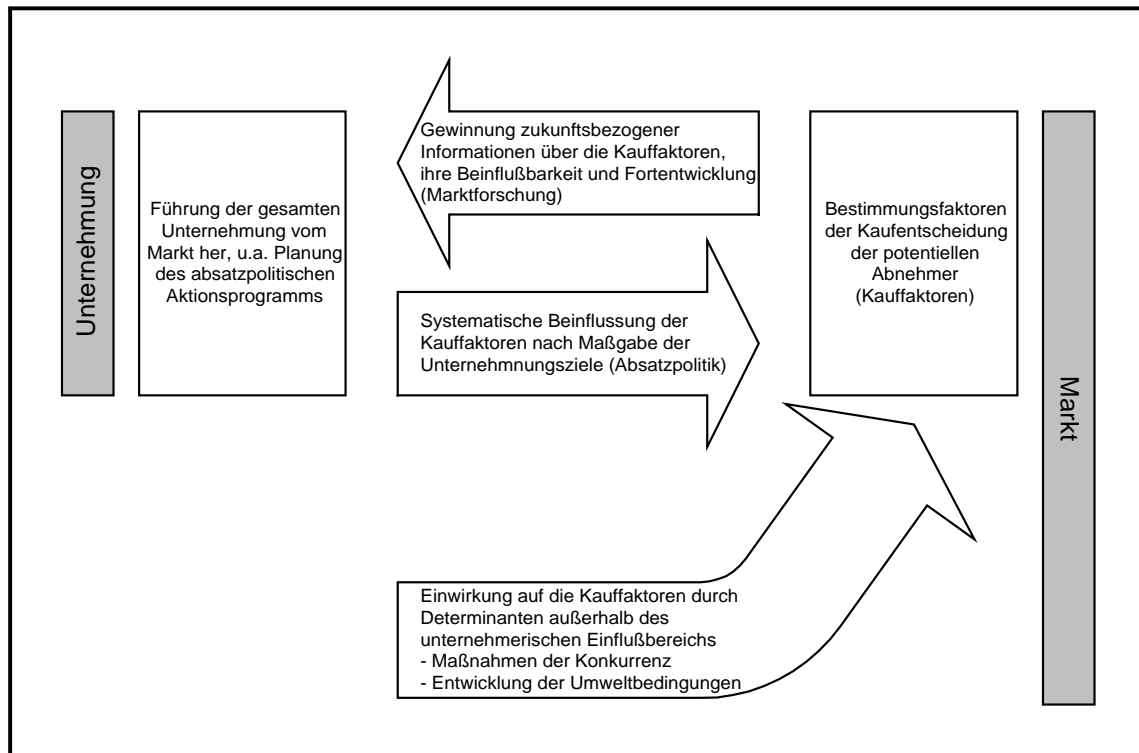 Unternehmung
Führung der gesamten
Unternehmung vom
Markt her, u.a. Planung
des absatzpolitischen
Aktionsprogramms
Gewinnung zukunftsbezogener
Informationen über die Kauffaktoren,
ihre Beinflußbarkeit und Fortentwicklung
(Marktforschung)
Systematische Beinflussung der
Kauffaktoren nach Maßgabe der
Unternehmnungsziele (Absatzpolitik)
Einwirkung auf die Kauffaktoren durch
Determinanten außerhalb des
unternehmerischen Einflußbereichs
- Maßnahmen der Konkurrenz
- Entwicklung der Umweltbedingungen
Bestimmungsfaktoren
der Kaufentscheidung
der potentiellen
Abnehmer
(Kauffaktoren)
Markt